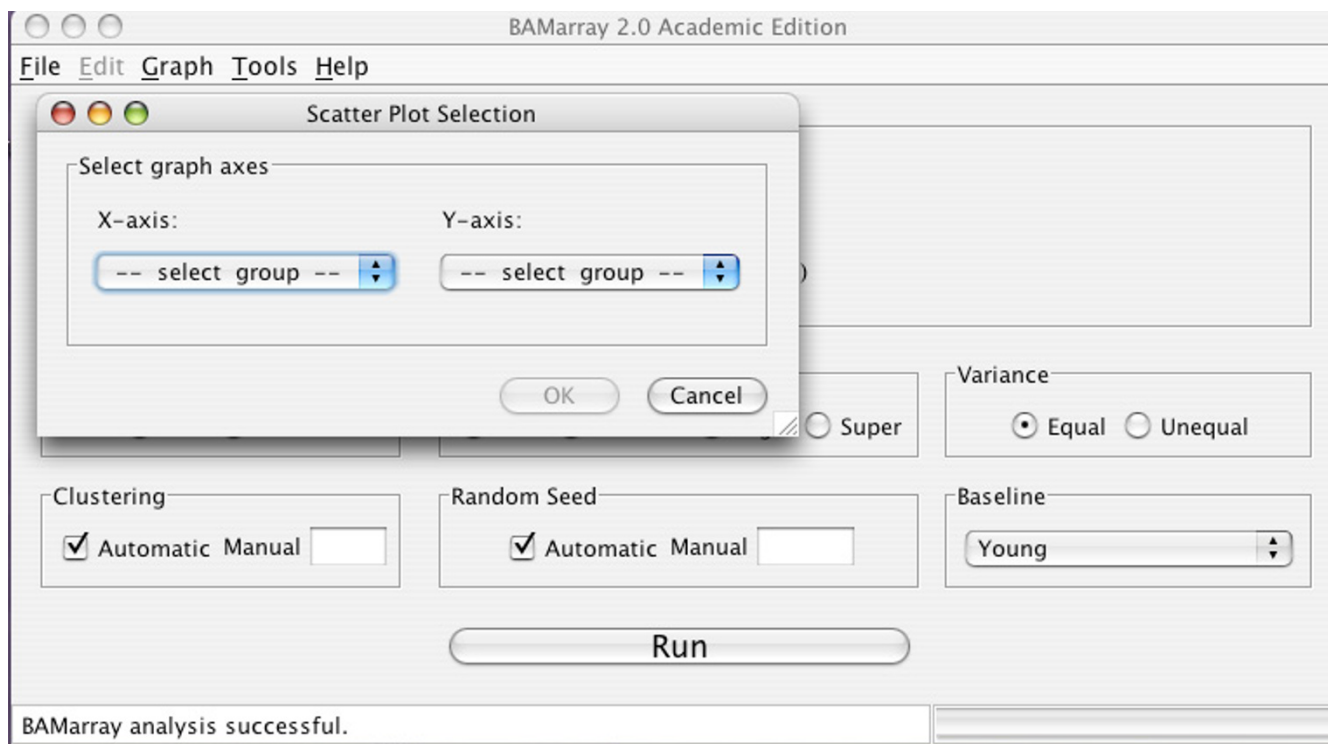 BAMarray 2.0 Academic Edition
File Edit Graph Tools Help
Scatter Plot Selection
Select graph axes
X-axis: Y-axis:
-- select group -- -- select group --
)
OK Cancel
Super
Variance
Equal Unequal
Clustering
Automatic Manual
Random Seed
Automatic Manual
Baseline
Young
Run
BAMarray analysis successful.